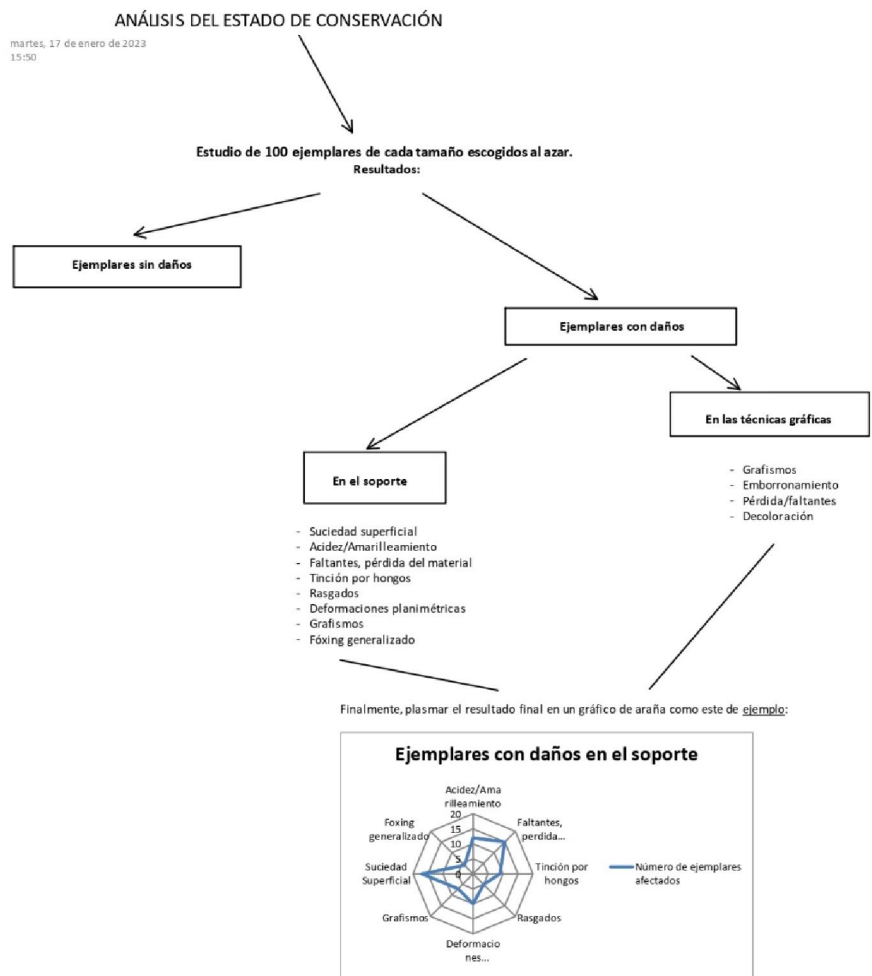 ANÁLISIS DEL ESTADO DE CONSERVACIÓN
martes, 17 de enero de 2023
15:50
Estudio de 100 ejemplares de cada tamaño escogidos al azar.
Resultados:
Ejemplares sin daños
Ejemplares con daños
En las técnicas gráficas
- Grafismos
- Emborronamiento
- Pérdida/faltantes
- Decoloración
En el soporte
- Suciedad superficial
- Acidez/Amarilleamiento
- Faltantes, pérdida del material
- Tinción por hongos
- Rasgados
- Deformaciones planimétricas
- Grafismos
- Fóxing generalizado
Finalmente, plasmar el resultado final en un gráfico de araña como este de ejemplo:
Ejemplares con daños en el soporte
Acidez/Ama
rilleamiento
Faltantes,
perdida...
Tinción por
hongos
Rasgados
Deformacio
nes...
Grafismos
Suciedad
Superficial
Foxing
generalizado
20
15
10
5
0
Número de ejemplares
afectados